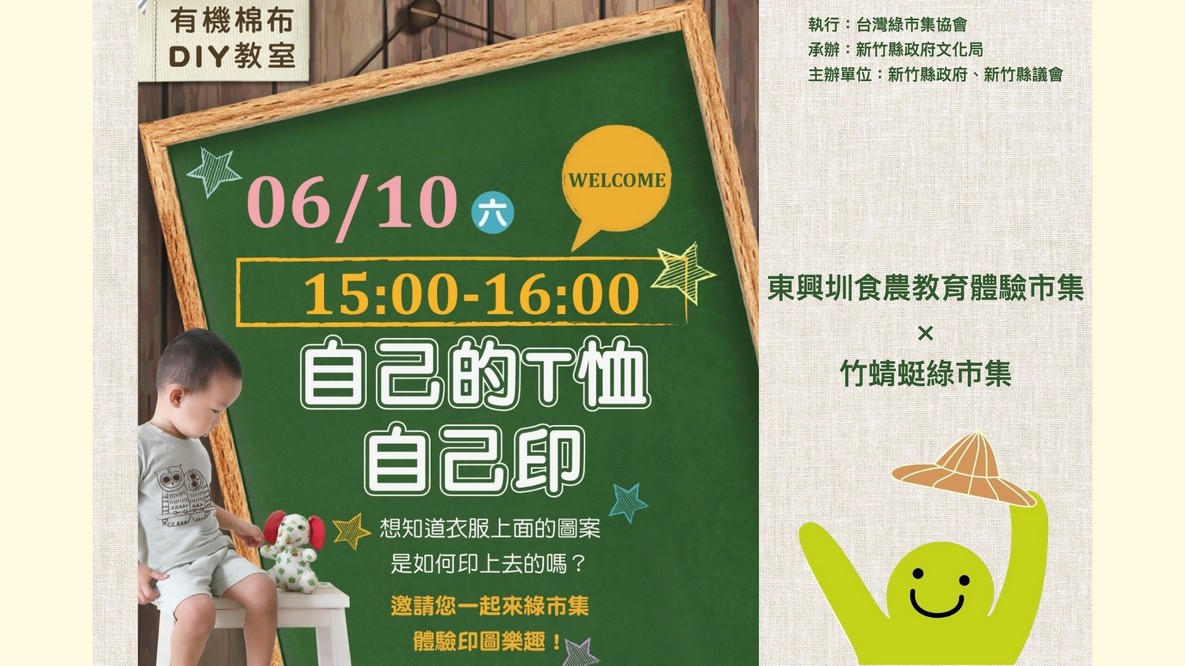 有機棉布
DIY教室
06/10 六
WELCOME
15:00-16:00
自己的T恤
自己印
想知道衣服上面的圖案
是如何印上去的嗎？
邀請您一起來綠市集
體驗印圖樂趣！
執行：台灣綠市集協會
承辦：新竹縣政府文化局
主辦單位：新竹縣政府、新竹縣議會
東興圳食農教育體驗市集
×
竹蜻蜓綠市集